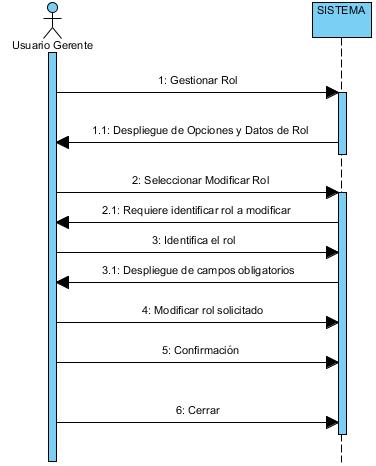 SISTEMA
Usuario Gerente
1: Gestionar Rol
1.1: Despliegue de Opciones y Datos de Rol
2: Seleccionar Modificar Rol
2.1: Requiere identificar rol a modificar
3: Identifica el rol
3.1: Despliegue de campos obligatorios
4: Modificar rol solicitado
5: Confirmación
6: Cerrar